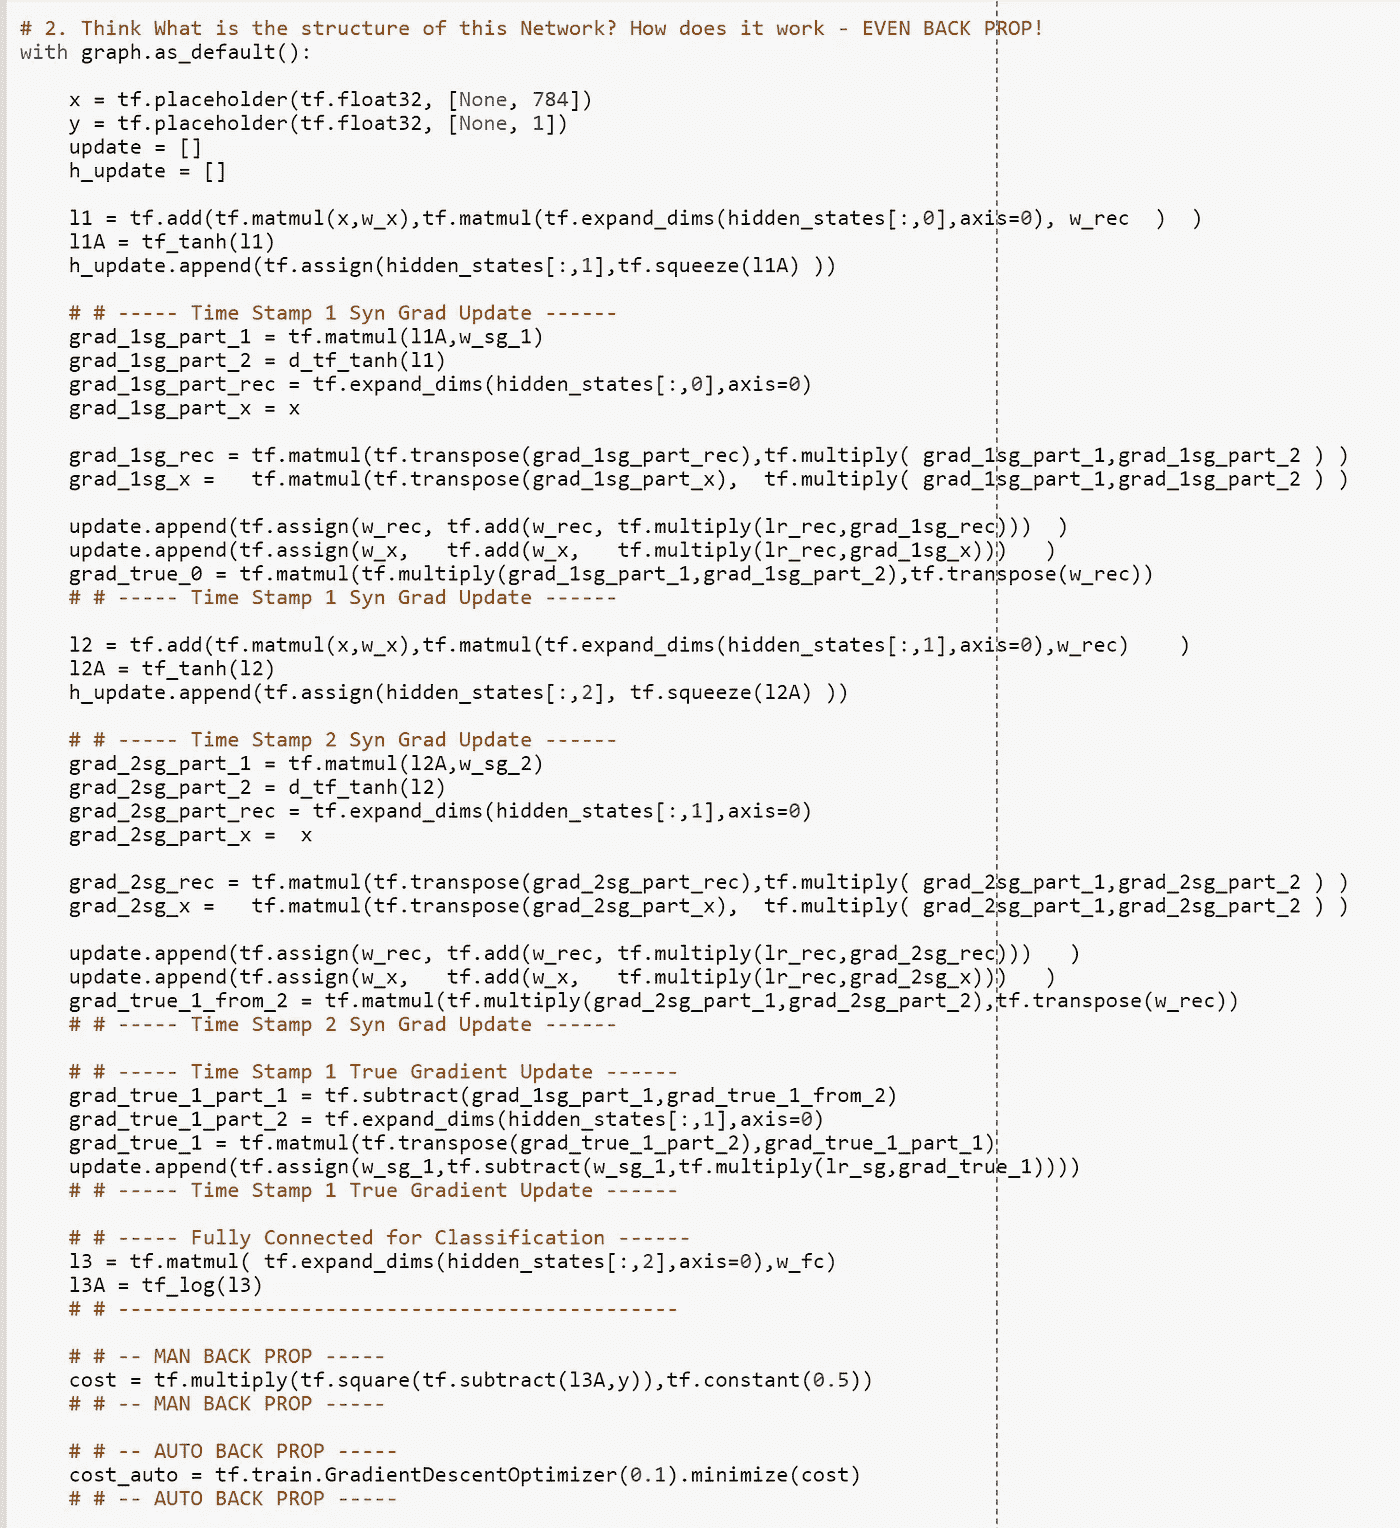 # 2. Think What is the structure of this Network? How does it work - EVEN BACK PROP!
with graph.as_default():
x = tf.placeholder(tf.float32, [None, 784])
y = tf.placeholder(tf.float32, [None, 1])
update = []
h_update = []
l1 = tf.add(tf.matmul(x,w_x),tf.matmul(tf.expand_dims(hidden_states[:,0],axis=0), w_rec  )  )
l1A = tf_tanh(l1)
h_update.append(tf.assign(hidden_states[:,1],tf.squeeze(l1A) ))
# # ----- Time Stamp 1 Syn Grad Update ------
grad_1sg_part_1 = tf.matmul(l1A,w_sg_1)
grad_1sg_part_2 = d_tf_tanh(l1)
grad_1sg_part_rec = tf.expand_dims(hidden_states[:,0],axis=0)
grad_1sg_part_x = x
grad_1sg_rec = tf.matmul(tf.transpose(grad_1sg_part_rec),tf.multiply( grad_1sg_part_1,grad_1sg_part_2 ) )
grad_1sg_x =   tf.matmul(tf.transpose(grad_1sg_part_x),  tf.multiply( grad_1sg_part_1,grad_1sg_part_2 ) )
update.append(tf.assign(w_rec, tf.add(w_rec, tf.multiply(lr_rec,grad_1sg_rec)))  )
update.append(tf.assign(w_x,   tf.add(w_x,   tf.multiply(lr_rec,grad_1sg_x)))   )
grad_true_0 = tf.matmul(tf.multiply(grad_1sg_part_1,grad_1sg_part_2),tf.transpose(w_rec))
# # ----- Time Stamp 1 Syn Grad Update ------
l2 = tf.add(tf.matmul(x,w_x),tf.matmul(tf.expand_dims(hidden_states[:,1],axis=0),w_rec)    )
l2A = tf_tanh(l2)
h_update.append(tf.assign(hidden_states[:,2], tf.squeeze(l2A) ))
# # ----- Time Stamp 2 Syn Grad Update ------
grad_2sg_part_1 = tf.matmul(l2A,w_sg_2)
grad_2sg_part_2 = d_tf_tanh(l2)
grad_2sg_part_rec = tf.expand_dims(hidden_states[:,1],axis=0)
grad_2sg_part_x =  x
grad_2sg_rec = tf.matmul(tf.transpose(grad_2sg_part_rec),tf.multiply( grad_2sg_part_1,grad_2sg_part_2 ) )
grad_2sg_x =   tf.matmul(tf.transpose(grad_2sg_part_x),  tf.multiply( grad_2sg_part_1,grad_2sg_part_2 ) )
update.append(tf.assign(w_rec, tf.add(w_rec, tf.multiply(lr_rec,grad_2sg_rec)))   )
update.append(tf.assign(w_x,   tf.add(w_x,   tf.multiply(lr_rec,grad_2sg_x)))   )
grad_true_1_from_2 = tf.matmul(tf.multiply(grad_2sg_part_1,grad_2sg_part_2),tf.transpose(w_rec))
# # ----- Time Stamp 2 Syn Grad Update ------
# # ----- Time Stamp 1 True Gradient Update ------
grad_true_1_part_1 = tf.subtract(grad_1sg_part_1,grad_true_1_from_2)
grad_true_1_part_2 = tf.expand_dims(hidden_states[:,1],axis=0)
grad_true_1 = tf.matmul(tf.transpose(grad_true_1_part_2),grad_true_1_part_1)
update.append(tf.assign(w_sg_1,tf.subtract(w_sg_1,tf.multiply(lr_sg,grad_true_1))))
# # ----- Time Stamp 1 True Gradient Update ------
# # ----- Fully Connected for Classification ------
l3 = tf.matmul( tf.expand_dims(hidden_states[:,2],axis=0),w_fc)
l3A = tf_log(l3)
# # ----------------------------------------------
# # -- MAN BACK PROP -----
cost = tf.multiply(tf.square(tf.subtract(l3A,y)),tf.constant(0.5))
# # -- MAN BACK PROP -----
# # -- AUTO BACK PROP -----
cost_auto = tf.train.GradientDescentOptimizer(0.1).minimize(cost)
# # -- AUTO BACK PROP -----